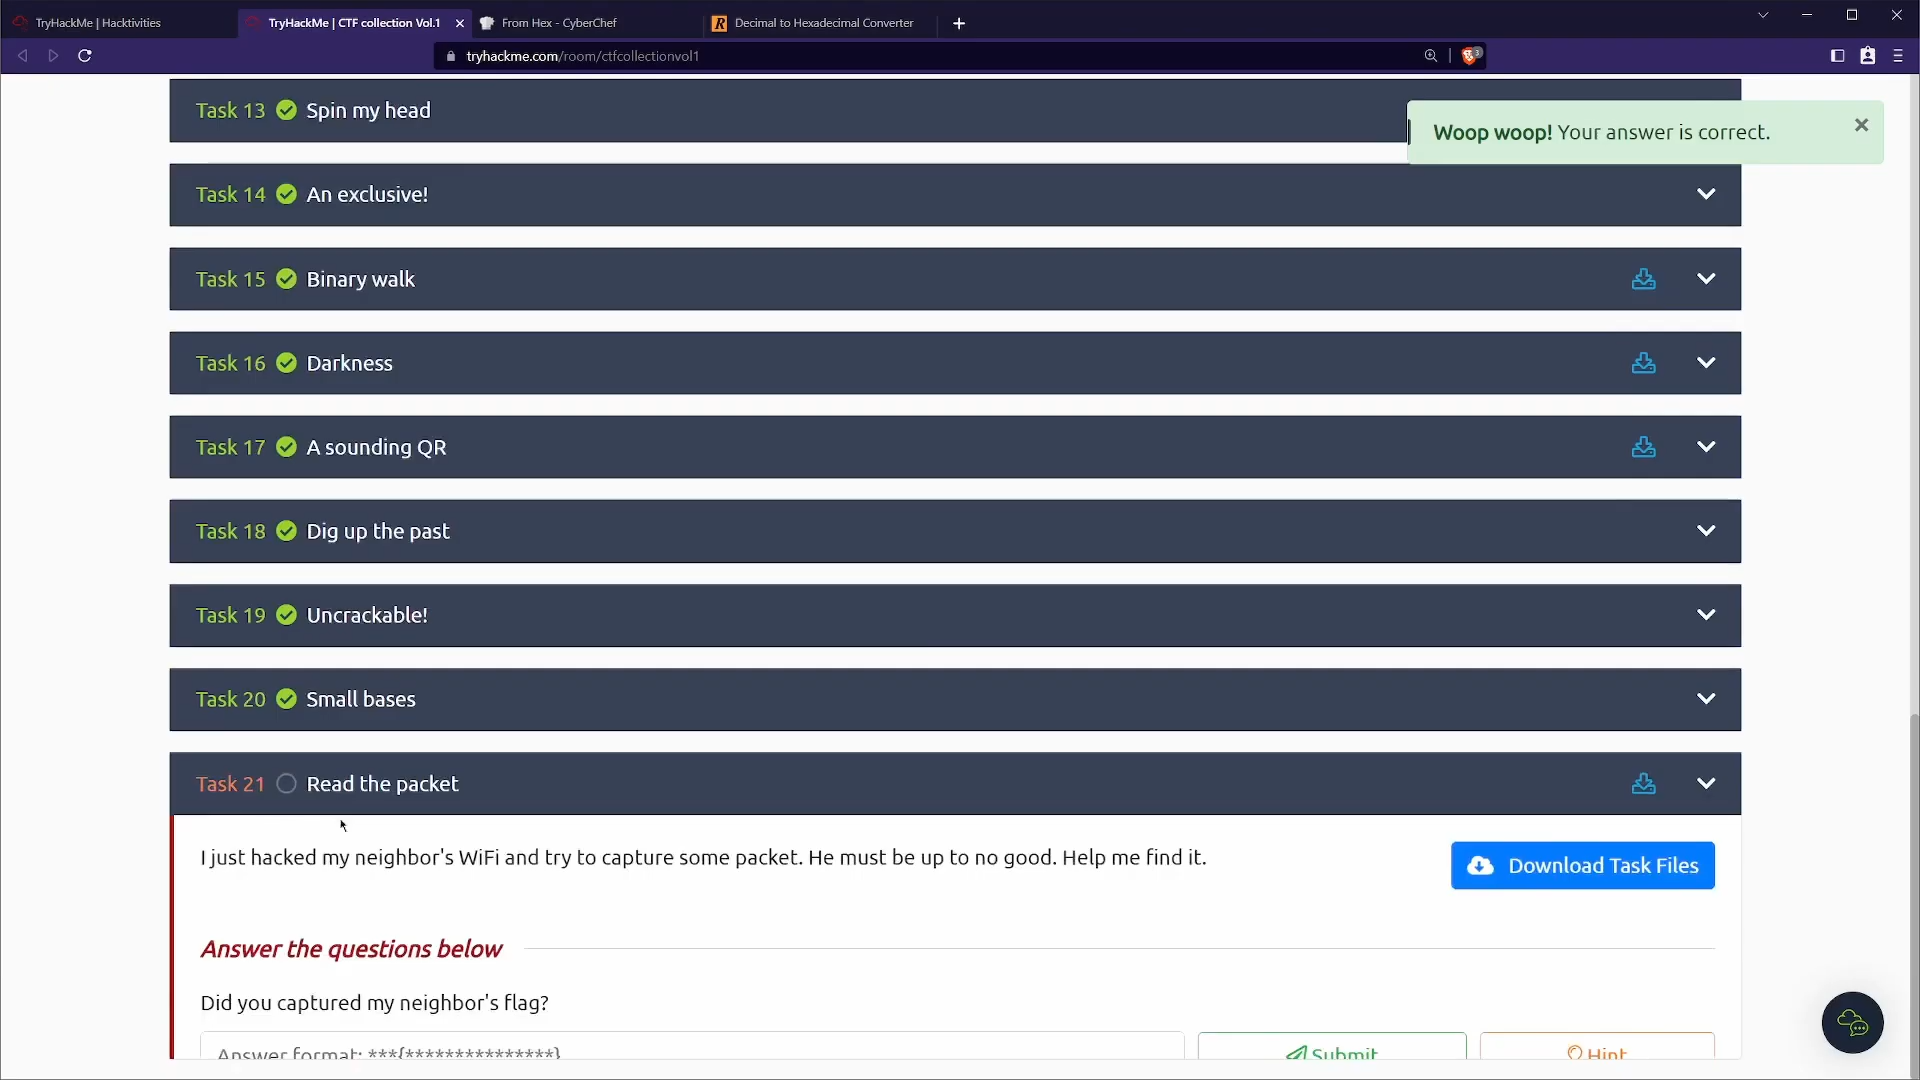 TryHackMe | Hacktivities
TryHackMe | CTF collection Vol.1
From Hex - CyberChef
R
Decimal to Hexadecimal Converter
tryhackme.com/room/ctfcollectionvol1
3
Task 13 Spin my head
Woop woop! Your answer is correct.
Task 14 An exclusive!
Task 15 Binary walk
Task 16 Darkness
Task 17 A sounding QR
Task 18 Dig up the past
Task 19 Uncrackable!
Task 20 Small bases
Task 21 Read the packet
I just hacked my neighbor's WiFi and try to capture some packet. He must be up to no good. Help me find it.
Download Task Files
Answer the questions below
Did you captured my neighbor's flag?
Answer format: ***{***************}
Submit
Hint